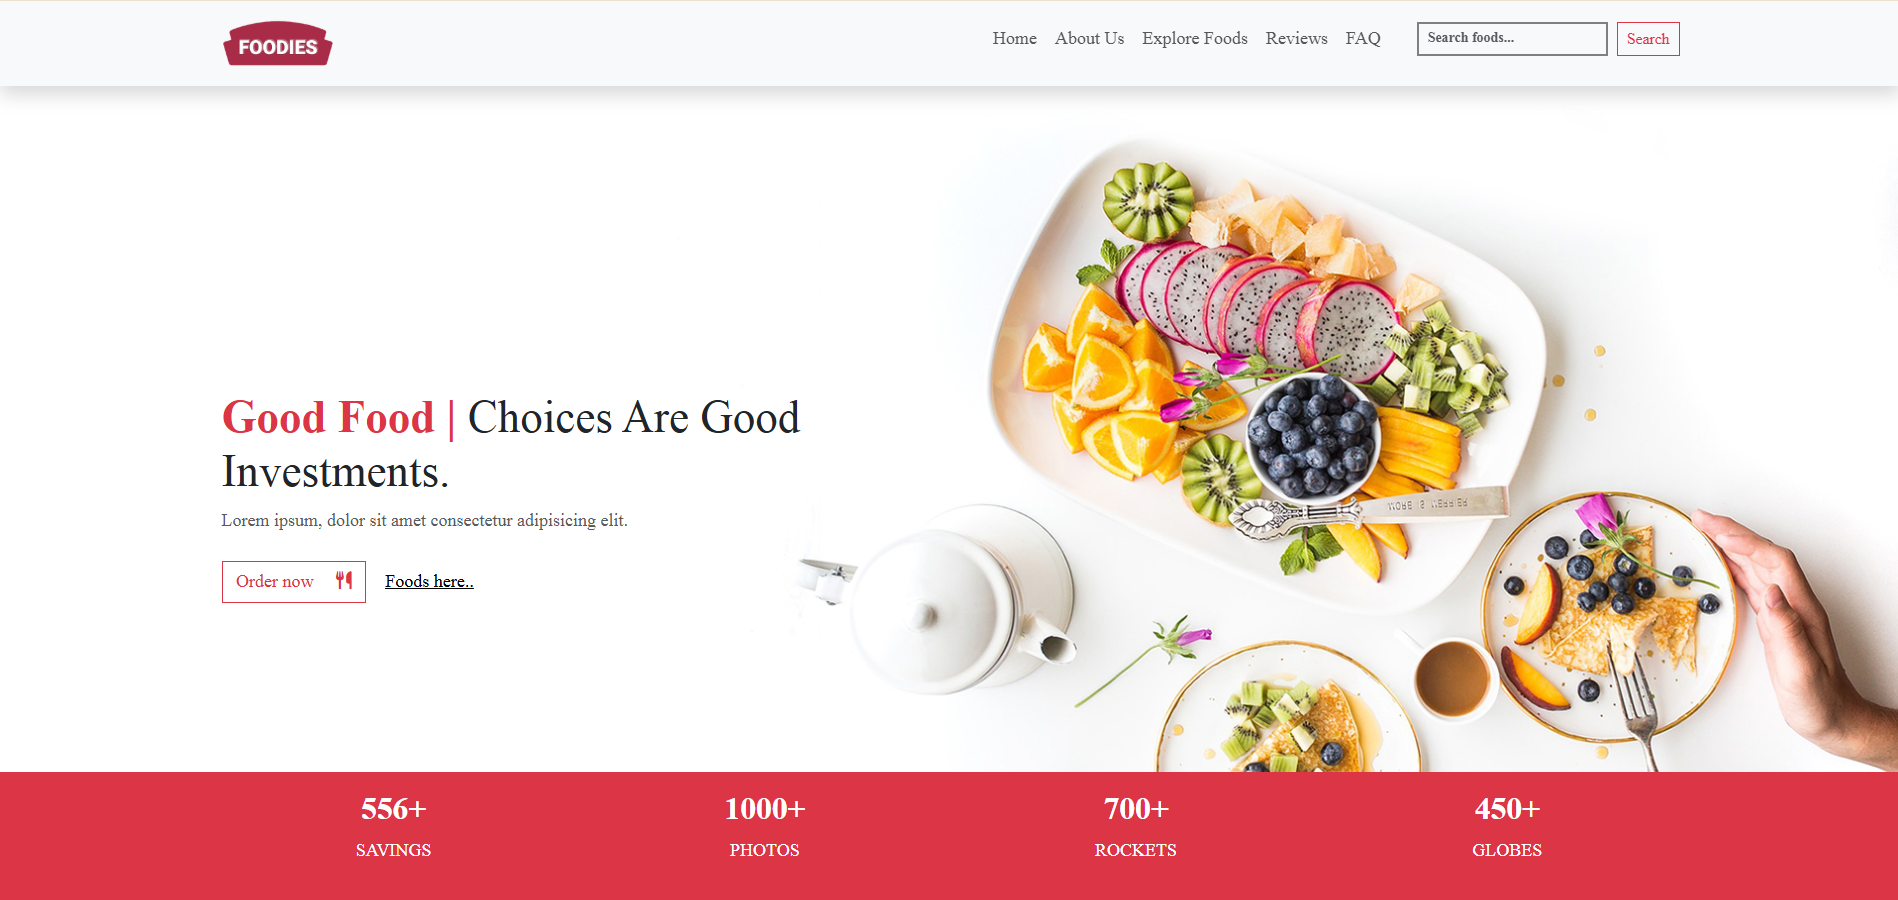 FOODIES
Home About Us Explore Foods Reviews FAQ Search foods... Search
Good Food | Choices Are Good
Investments.
Lorem ipsum, dolor sit amet consectetur adipisicing elit.
Order now Foods here..
556+ 1000+ 700+ 450+
SAVINGS PHOTOS ROCKETS GLOBES